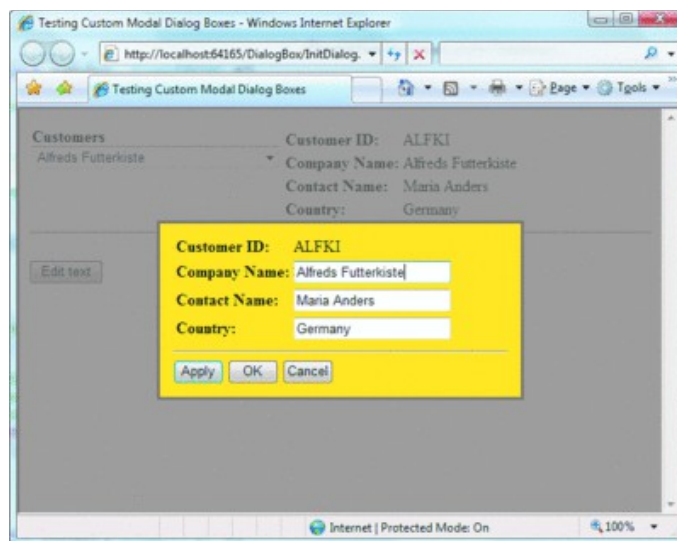 Testing Custom Modal Dialog Boxes - Windows Internet Explorer
http://localhost:64165/DialogBox/InitDialog.
Testing Custom Modal Dialog Boxes
Page
Tools
Customers
Alfreds Futterkiste
Customer ID: ALFKI
Company Name: Alfreds Futterkiste
Contact Name: Maria Anders
Country: Germany
Edit text
Customer ID: ALFKI
Company Name: Alfreds Futterkiste
Contact Name: Maria Anders
Country: Germany
Apply OK Cancel
Internet | Protected Mode: On
100%